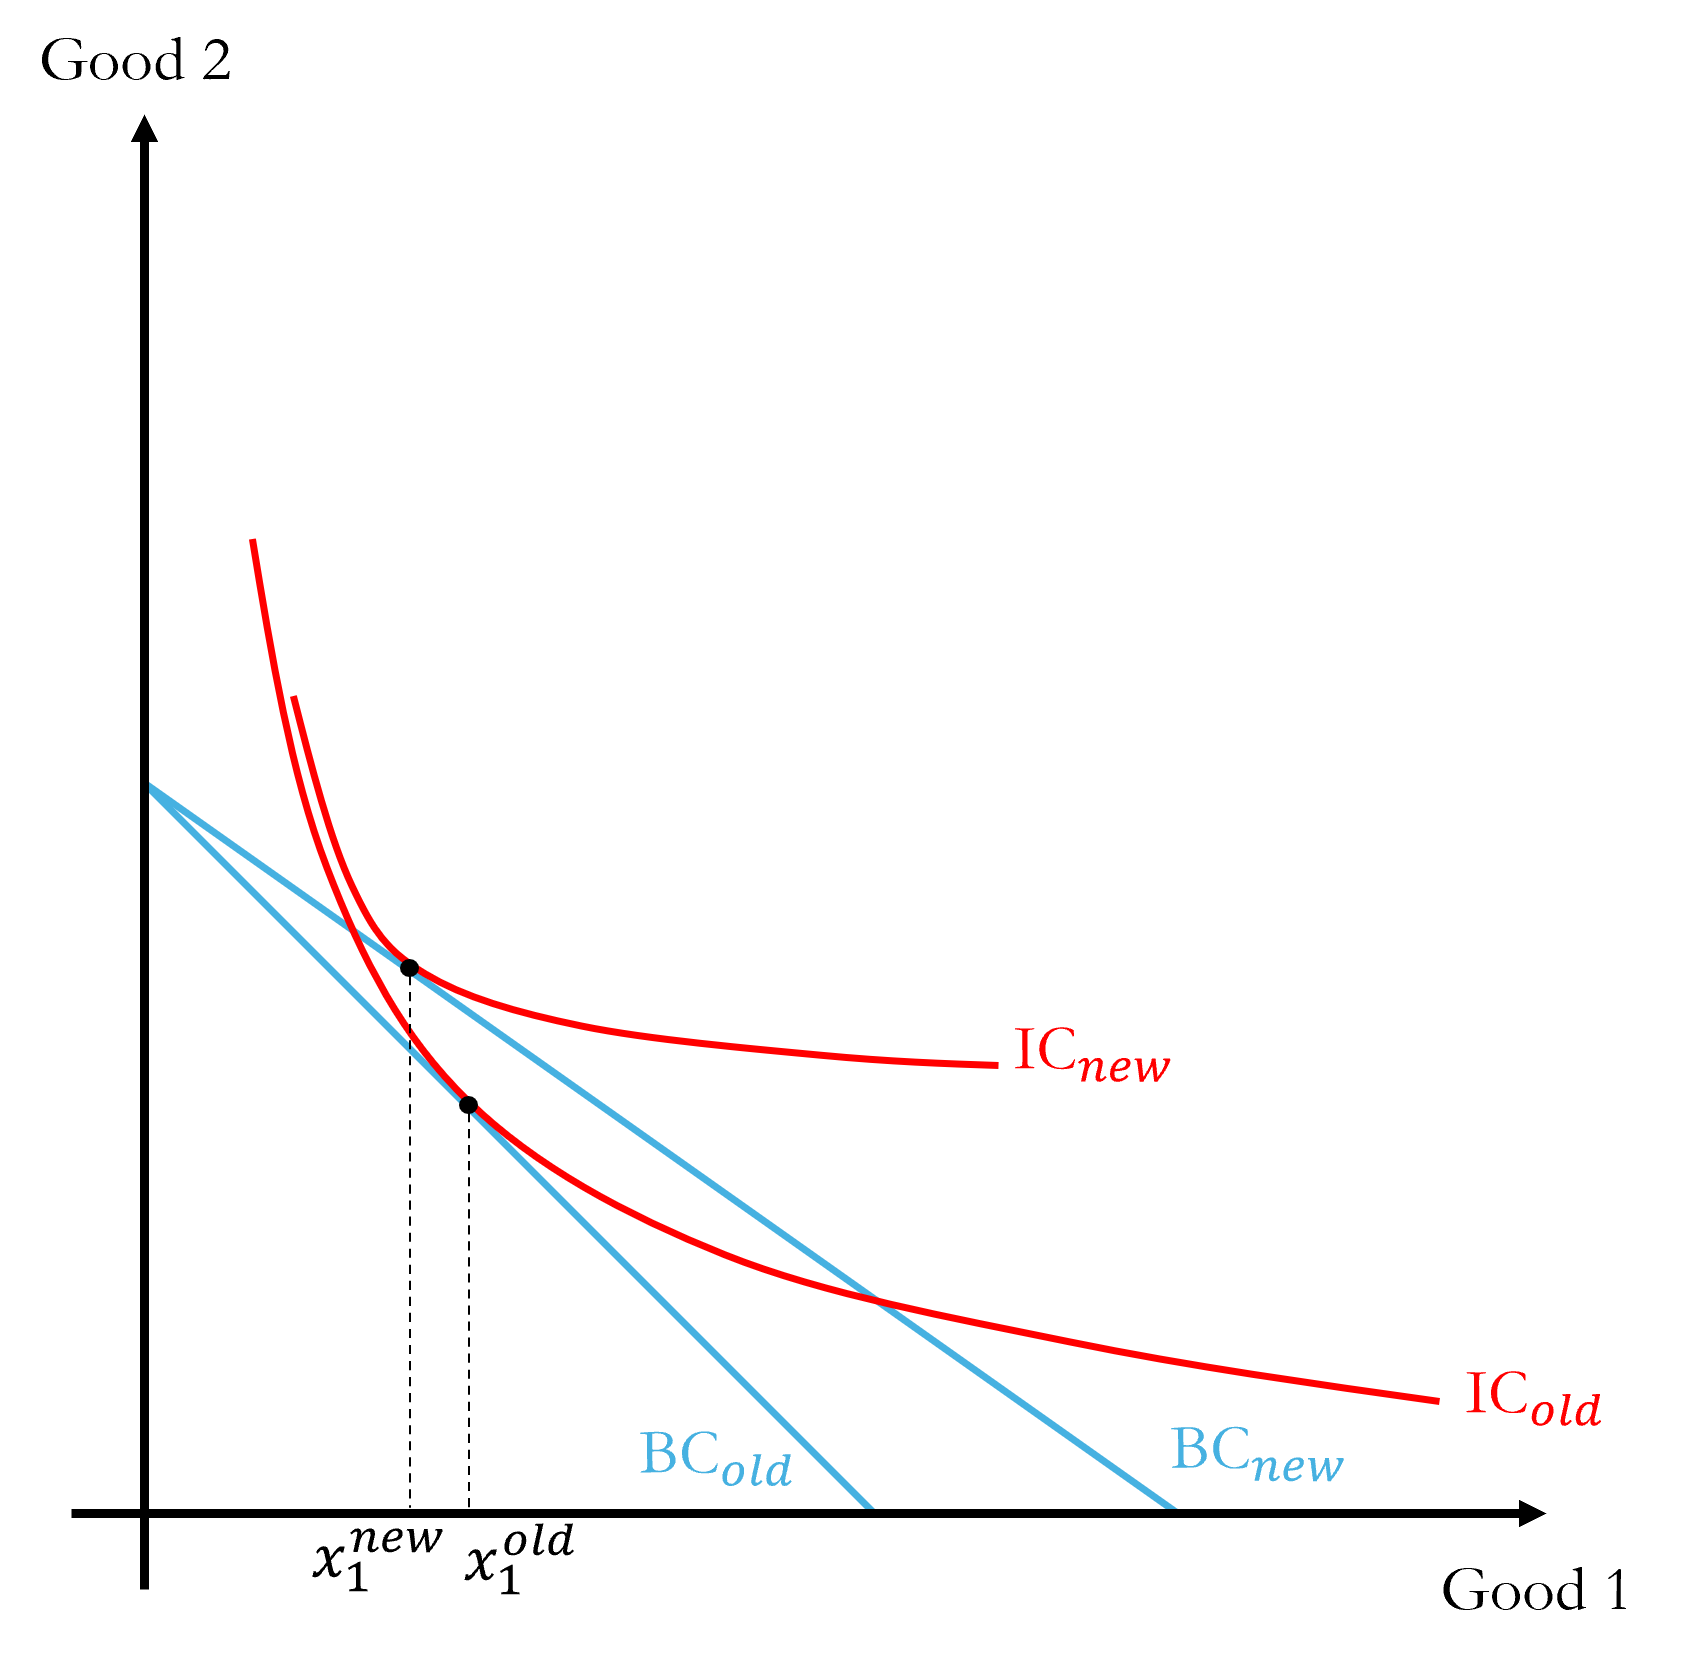 Good 2
IC_new
IC_old
BC_old
BC_new
x_1^new
x_1^old
Good 1